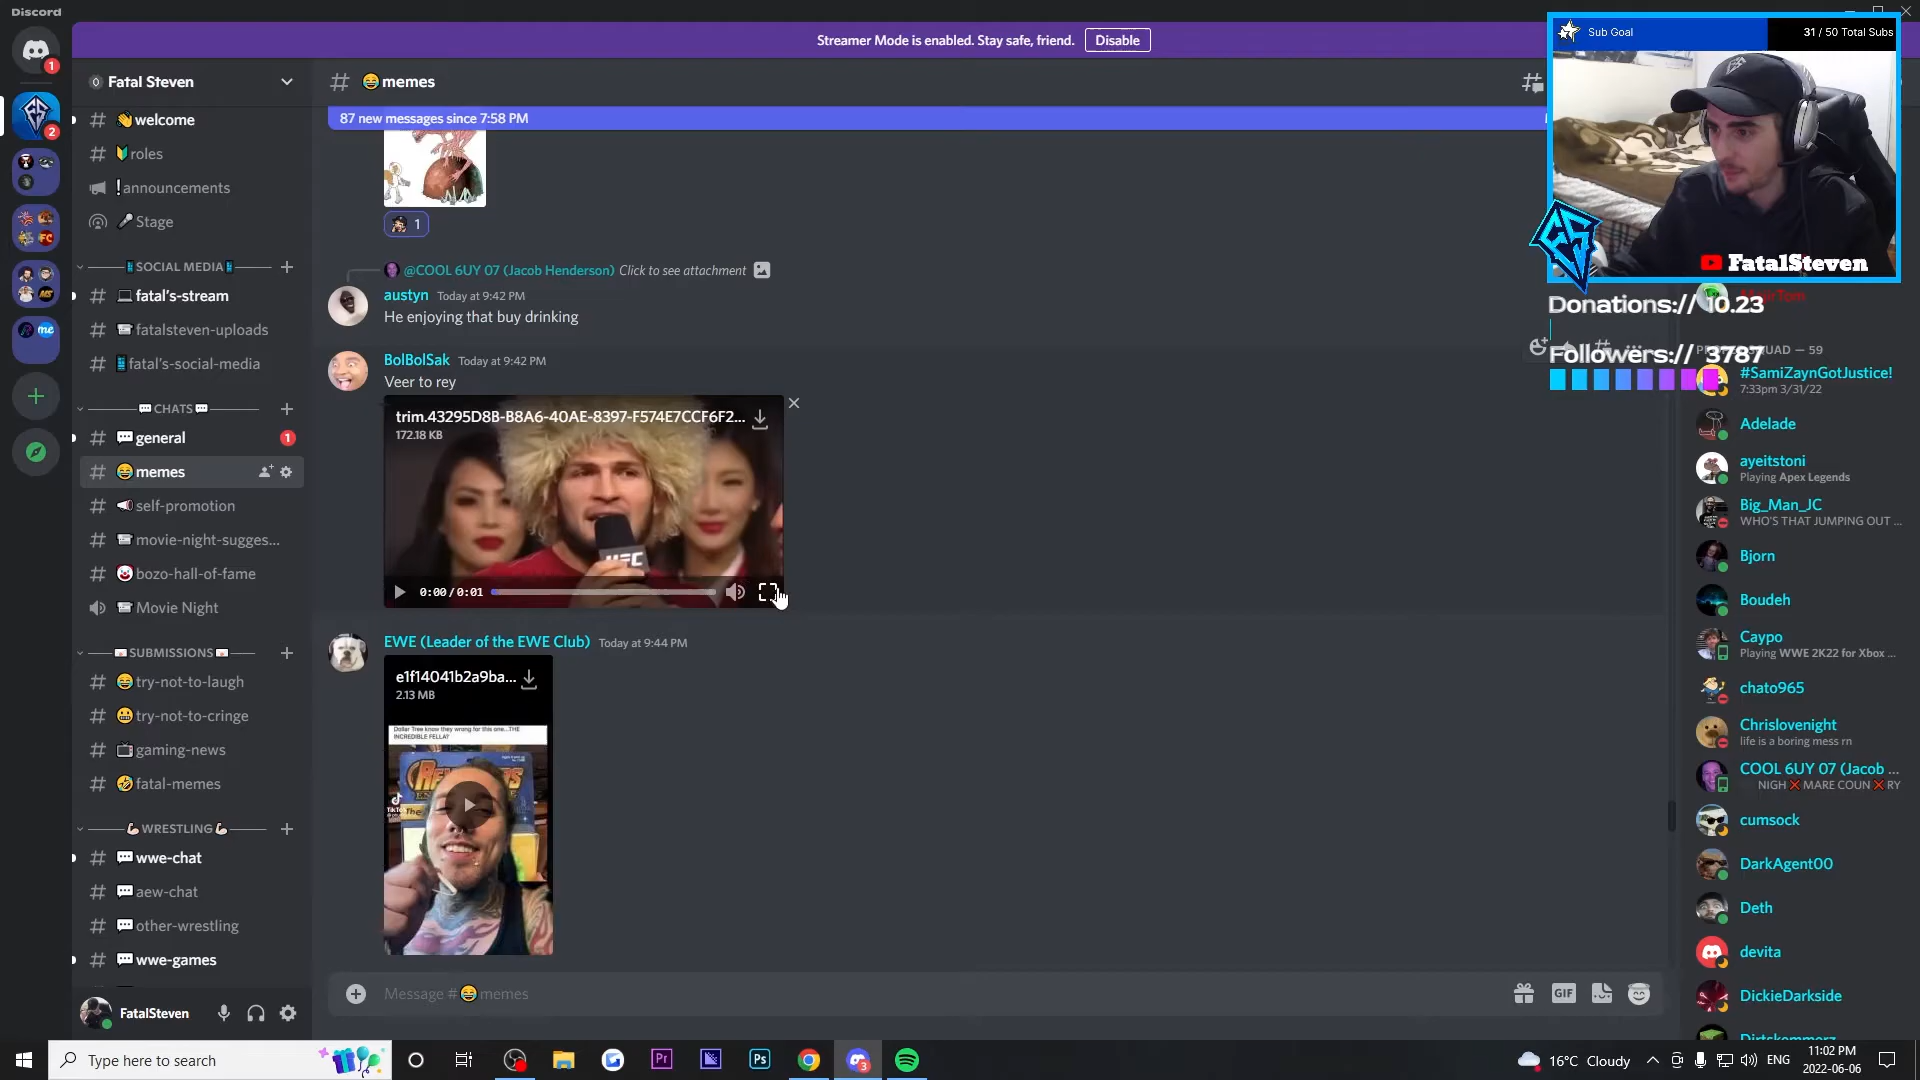 Discord
Streamer Mode is enabled. Stay safe, friend.
Disable
Sub Goal
31 / 50 Total Subs
1
2
Fatal Steven
# 😂memes
87 new messages since 7:58 PM
# 👋welcome
# 🔰roles
❕announcements
🎤Stage
📱SOCIAL MEDIA📱
# 💻fatal's-stream
# fatalsteven-uploads
# 📱fatal's-social-media
💬CHATS💬
# 💬general
1
# 😂memes
# 📢self-promotion
# movie-night-sugges...
# 🤡bozo-hall-of-fame
Movie Night
SUBMISSIONS
# 😂try-not-to-laugh
# 😬try-not-to-cringe
# 📺gaming-news
# 🤣fatal-memes
💪WRESTLING💪
# 💬wwe-chat
# 💬aew-chat
# 💬other-wrestling
# 💬wwe-games
FatalSteven
1
@COOL 6UY 07 (Jacob Henderson) Click to see attachment
austyn Today at 9:42 PM
He enjoying that buy drinking
BolBolSak Today at 9:42 PM
Veer to rey
trim.43295D8B-B8A6-40AE-8397-F574E7CCF6F2...
172.18 KB
UFC
0:00 / 0:01
EWE (Leader of the EWE Club) Today at 9:44 PM
e1f14041b2a9ba...
2.13 MB
Dollar Tree know they wrong for this one...THE
INCREDIBLE FELLA?
Message #😂memes
GIF
FatalSteven
Donations:// 10.23
Followers:// 3787
SQUAD — 59
#SamiZaynGotJustice!
7:33pm 3/31/22
Adelade
ayeitstoni
Playing Apex Legends
Big_Man_JC
WHO'S THAT JUMPING OUT ...
Bjorn
Boudeh
Caypo
Playing WWE 2K22 for Xbox ...
chato965
Chrislovenight
life is a boring mess rn
COOL 6UY 07 (Jacob ...
NIGH❌MARE COUN❌RY
cumsock
DarkAgent00
Deth
devita
DickieDarkside
me
FC
Type here to search
Pr
Ps
3
16°C Cloudy
ENG
11:02 PM
2022-06-06